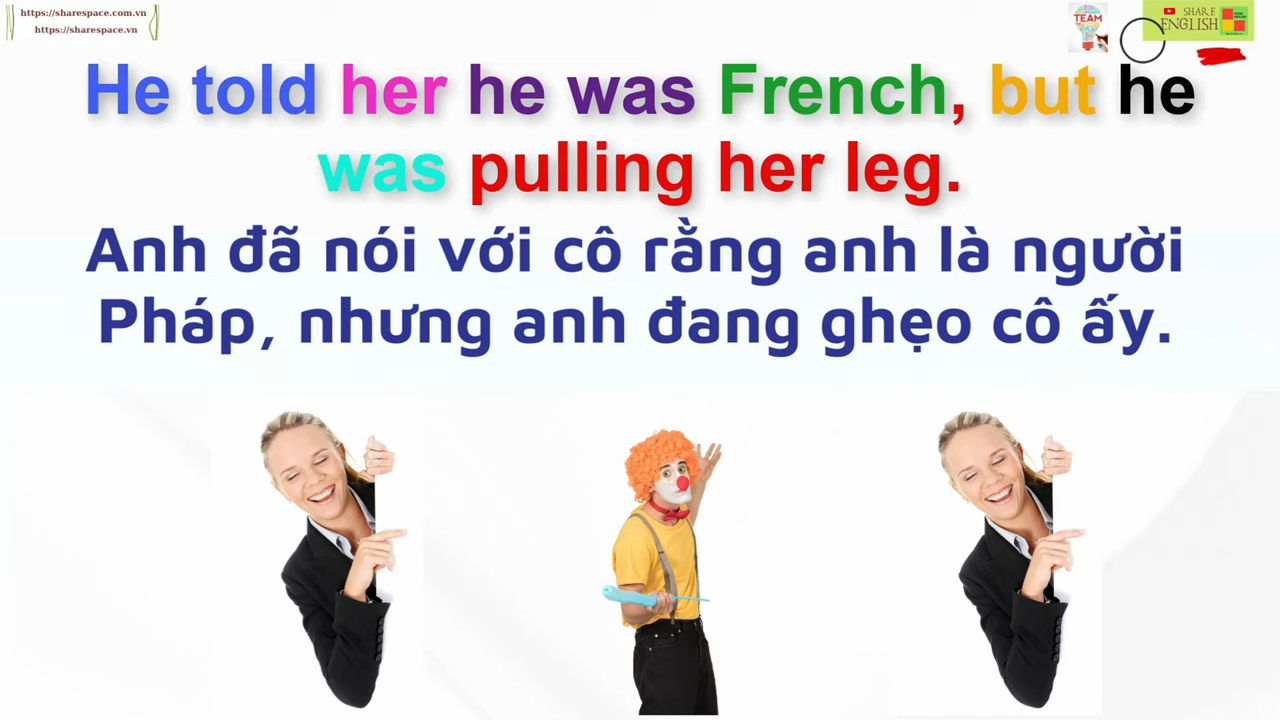 https://sharespace.com.vn
https://sharespace.vn
TEAM
SHARE
ENGLISH
He told her he was French, but he
was pulling her leg.
Anh đã nói với cô rằng anh là người
Pháp, nhưng anh đang ghẹo cô ấy.